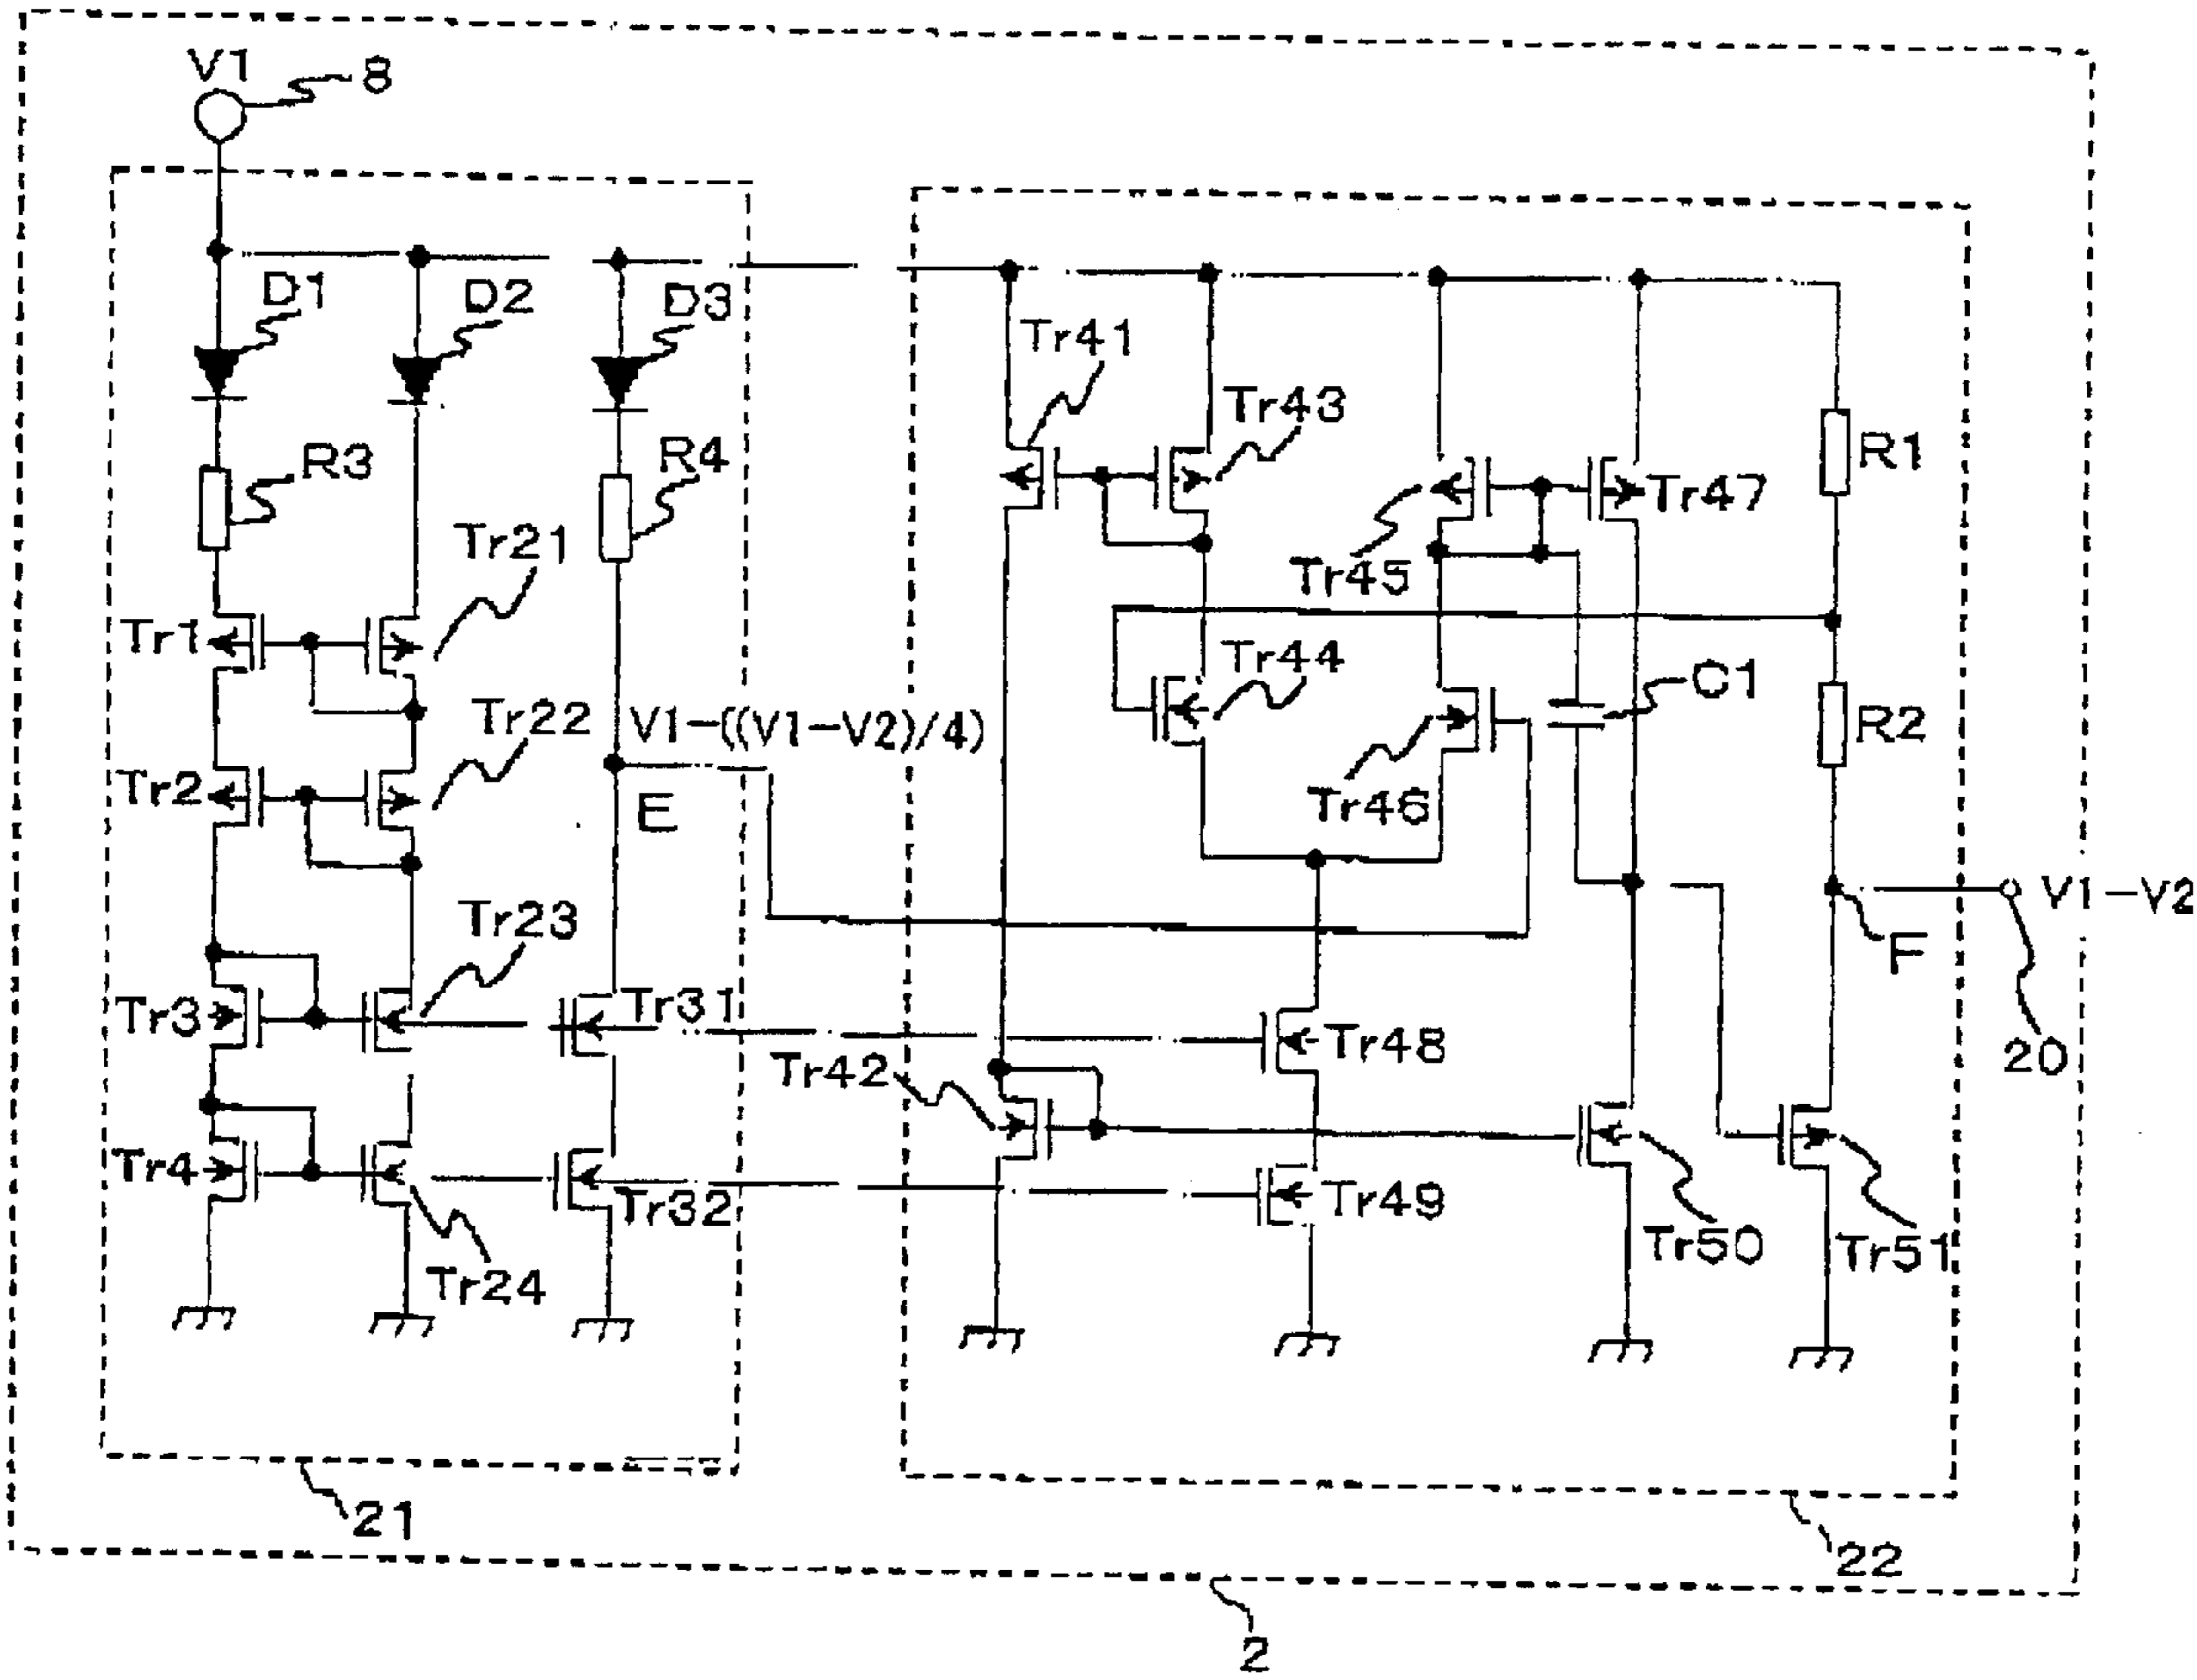 V1
8
D1
D2
D3
Tr41
Tr43
R3
R4
R1
Tr47
Tr21
Tr45
Tr1
Tr44
C1
Tr22
V1-((V1-V2)/4)
R2
Tr2
E
Tr46
Tr23
V1-V2
F
Tr3
Tr31
Tr48
20
Tr42
Tr4
Tr32
Tr49
Tr50
Tr51
Tr24
21
22
2